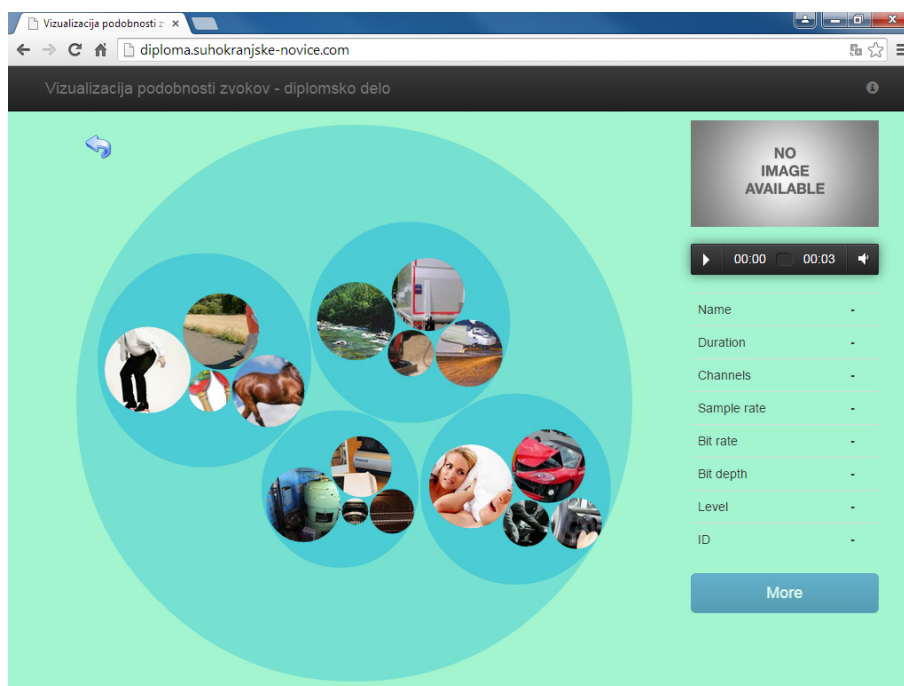 Vizualizacija podobnosti z
diploma.suhokranjske-novice.com
Vizualizacija podobnosti zvokov - diplomsko delo
NO
IMAGE
AVAILABLE
00:00 00:03
Name -
Duration -
Channels -
Sample rate -
Bit rate -
Bit depth -
Level -
ID -
More